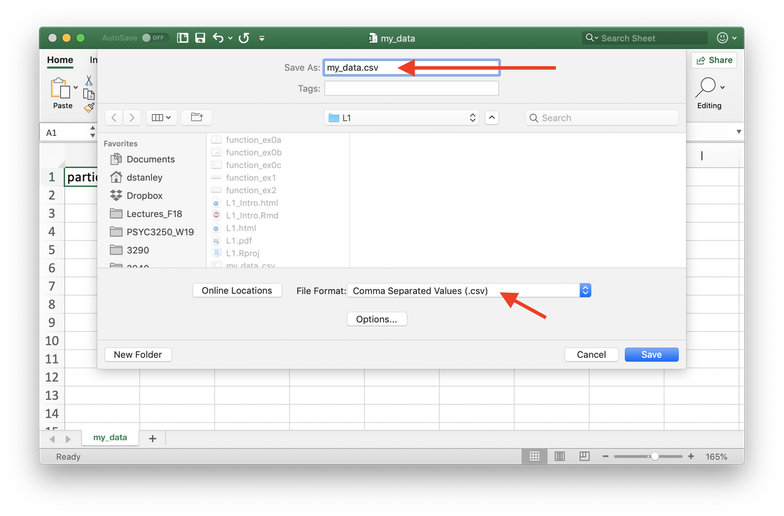 AutoSave OFF
my_data
Search Sheet
Home
Share
Paste
Editing
A1
Save As: my_data.csv
Tags:
L1
Search
Favorites
Documents
dstanley
Dropbox
Lectures_F18
PSYC3250_W19
3290
function_ex0a
function_ex0b
function_ex0c
function_ex1
function_ex2
L1_Intro.html
L1_Intro.Rmd
L1.html
L1.pdf
L1.Rproj
my_data.csv
Online Locations
File Format: Comma Separated Values (.csv)
Options...
New Folder
Cancel
Save
I
1
2
3
4
5
6
7
8
9
10
11
12
13
14
my_data
Ready
165%